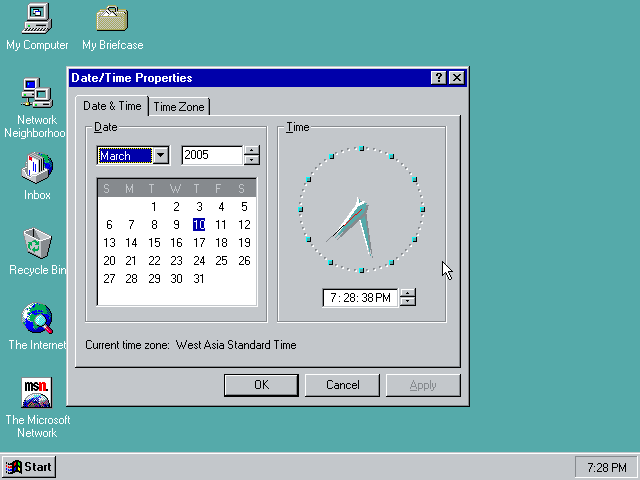 My Computer
My Briefcase
Network
Neighborhoo
Inbox
Recycle Bin
The Internet
msn.
The Microsoft
Network
Date/Time Properties
Date & Time
Time Zone
Date
March
2005
S M T W T F S
1 2 3 4 5
6 7 8 9 10 11 12
13 14 15 16 17 18 19
20 21 22 23 24 25 26
27 28 29 30 31
Time
7:28:38 PM
Current time zone: West Asia Standard Time
OK
Cancel
Apply
Start
7:28 PM